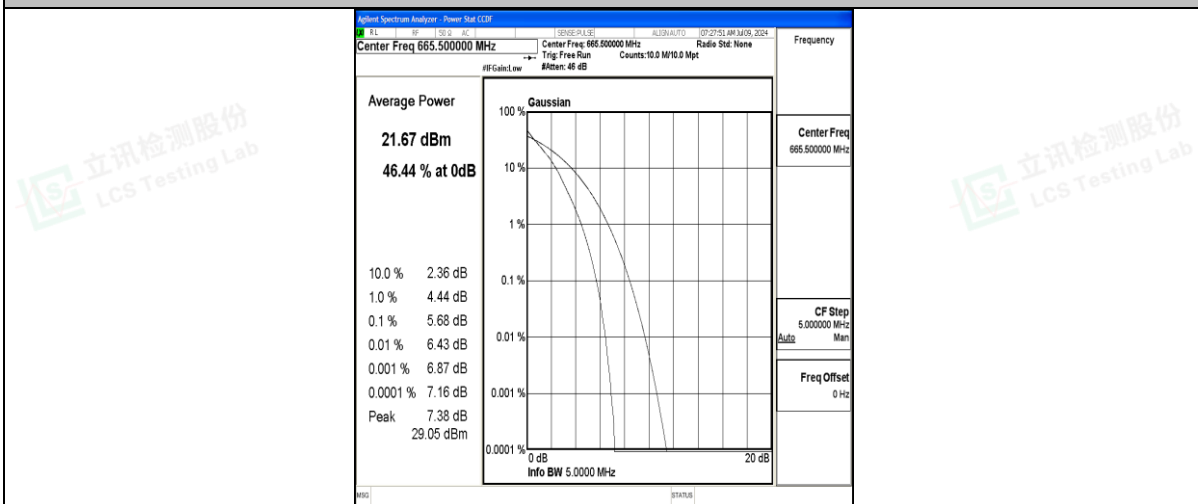 Agilent Spectrum Analyzer - Power Stat CCDF
RL RF 50 Ω AC SENSE:PULSE ALIGN AUTO 07:27:51 AM Jul 09, 2024
Center Freq 665.500000 MHz
Center Freq: 665.500000 MHz Radio Std: None
Trig: Free Run Counts:10.0 M/10.0 Mpt
#IFGain:Low #Atten: 46 dB
Frequency
Average Power
21.67 dBm
46.44 % at 0dB
10.0 % 2.36 dB
1.0 % 4.44 dB
0.1 % 5.68 dB
0.01 % 6.43 dB
0.001 % 6.87 dB
0.0001 % 7.16 dB
Peak 7.38 dB
29.05 dBm
Gaussian
100 %
10 %
1 %
0.1 %
0.01 %
0.001 %
0.0001 %
0 dB 20 dB
Info BW 5.0000 MHz
Center Freq
665.500000 MHz
CF Step
5.000000 MHz
Auto Man
Freq Offset
0 Hz
MSG STATUS
立讯检测股份
LCS Testing Lab
立讯检测股份
LCS Testing Lab